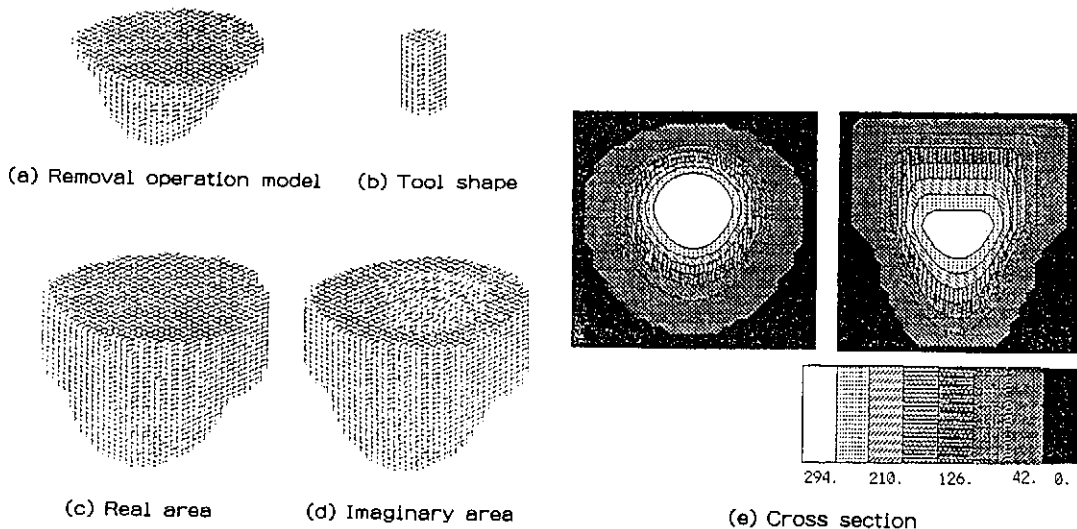 (a) Removal operation model
(b) Tool shape
(c) Real area
(d) Imaginary area
294. 210. 126. 42. 0.
(e) Cross section